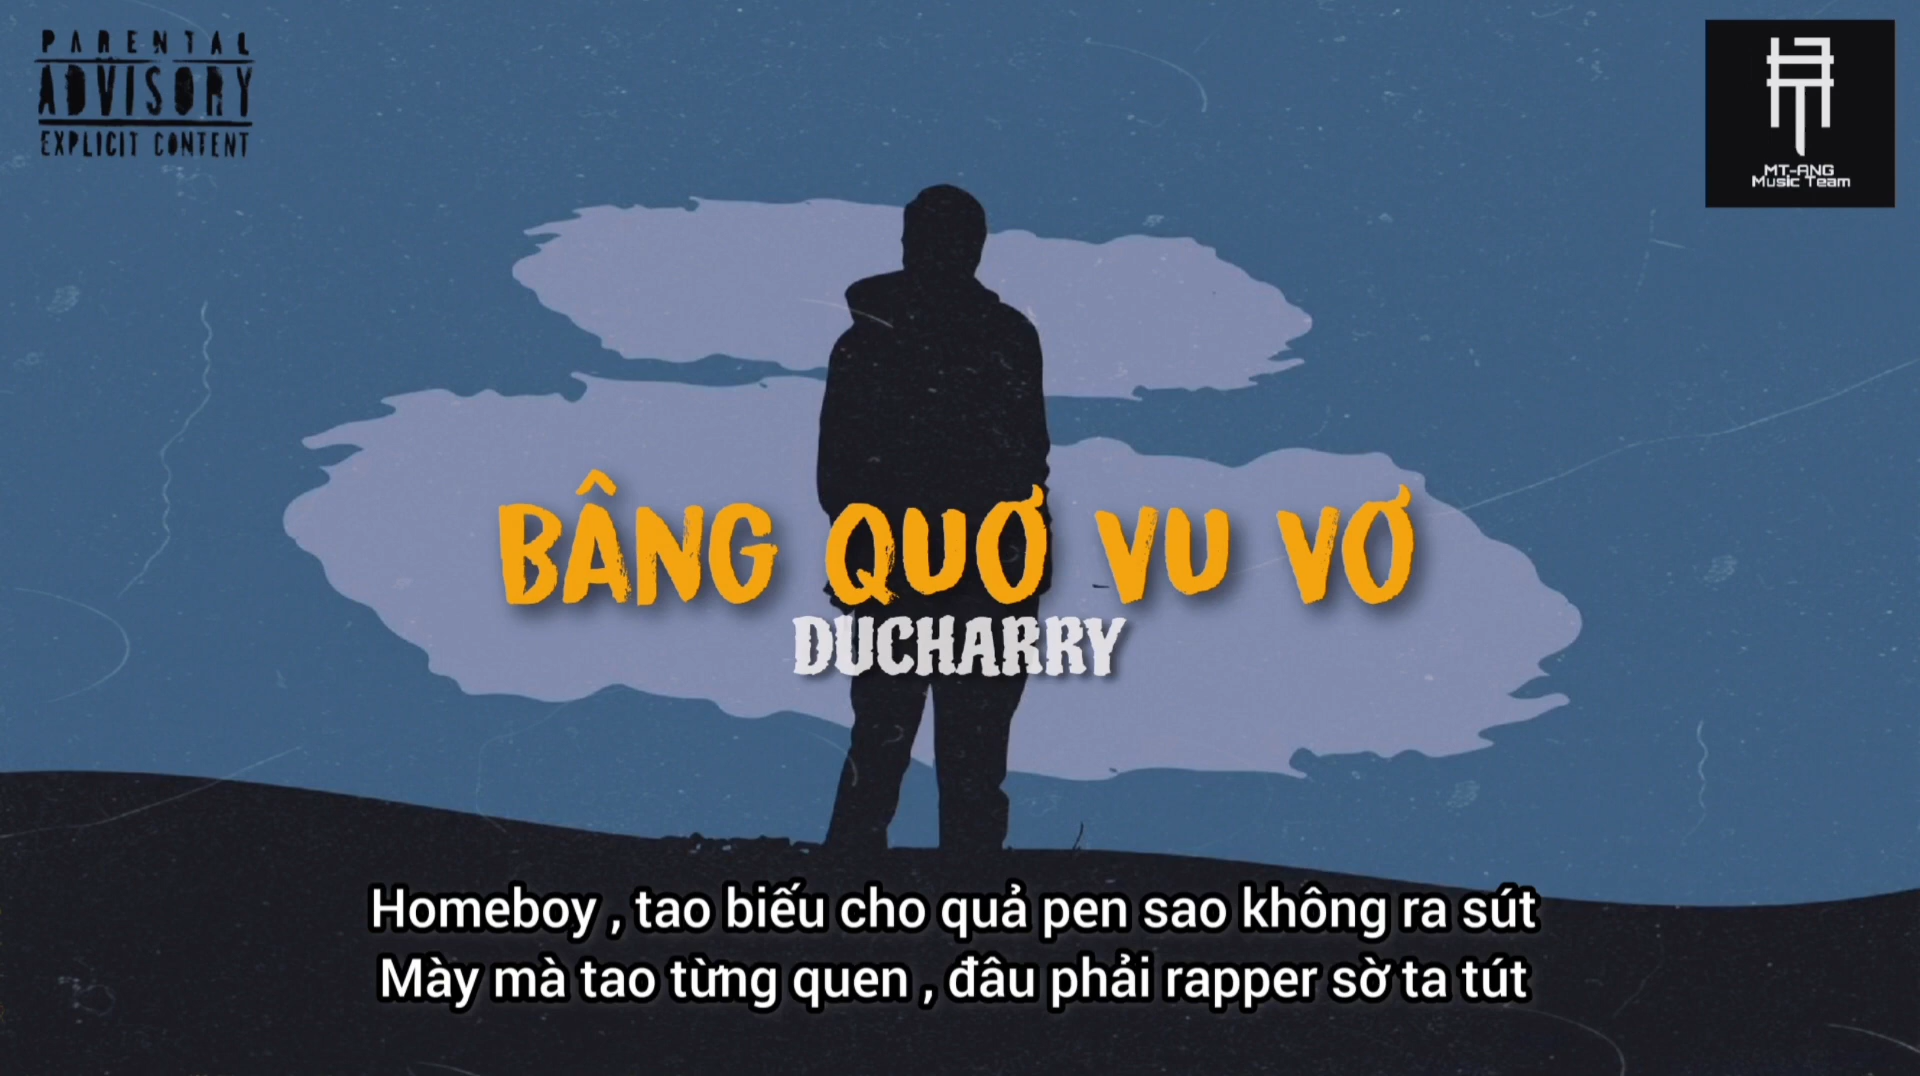 PARENTAL
ADVISORY
EXPLICIT CONTENT
MT-ANG
Music Team
BÂNG QUƠ VU VƠ
DUCHARRY
Homeboy , tao biếu cho quả pen sao không ra sút
Mày mà tao từng quen , đâu phải rapper sờ ta tút